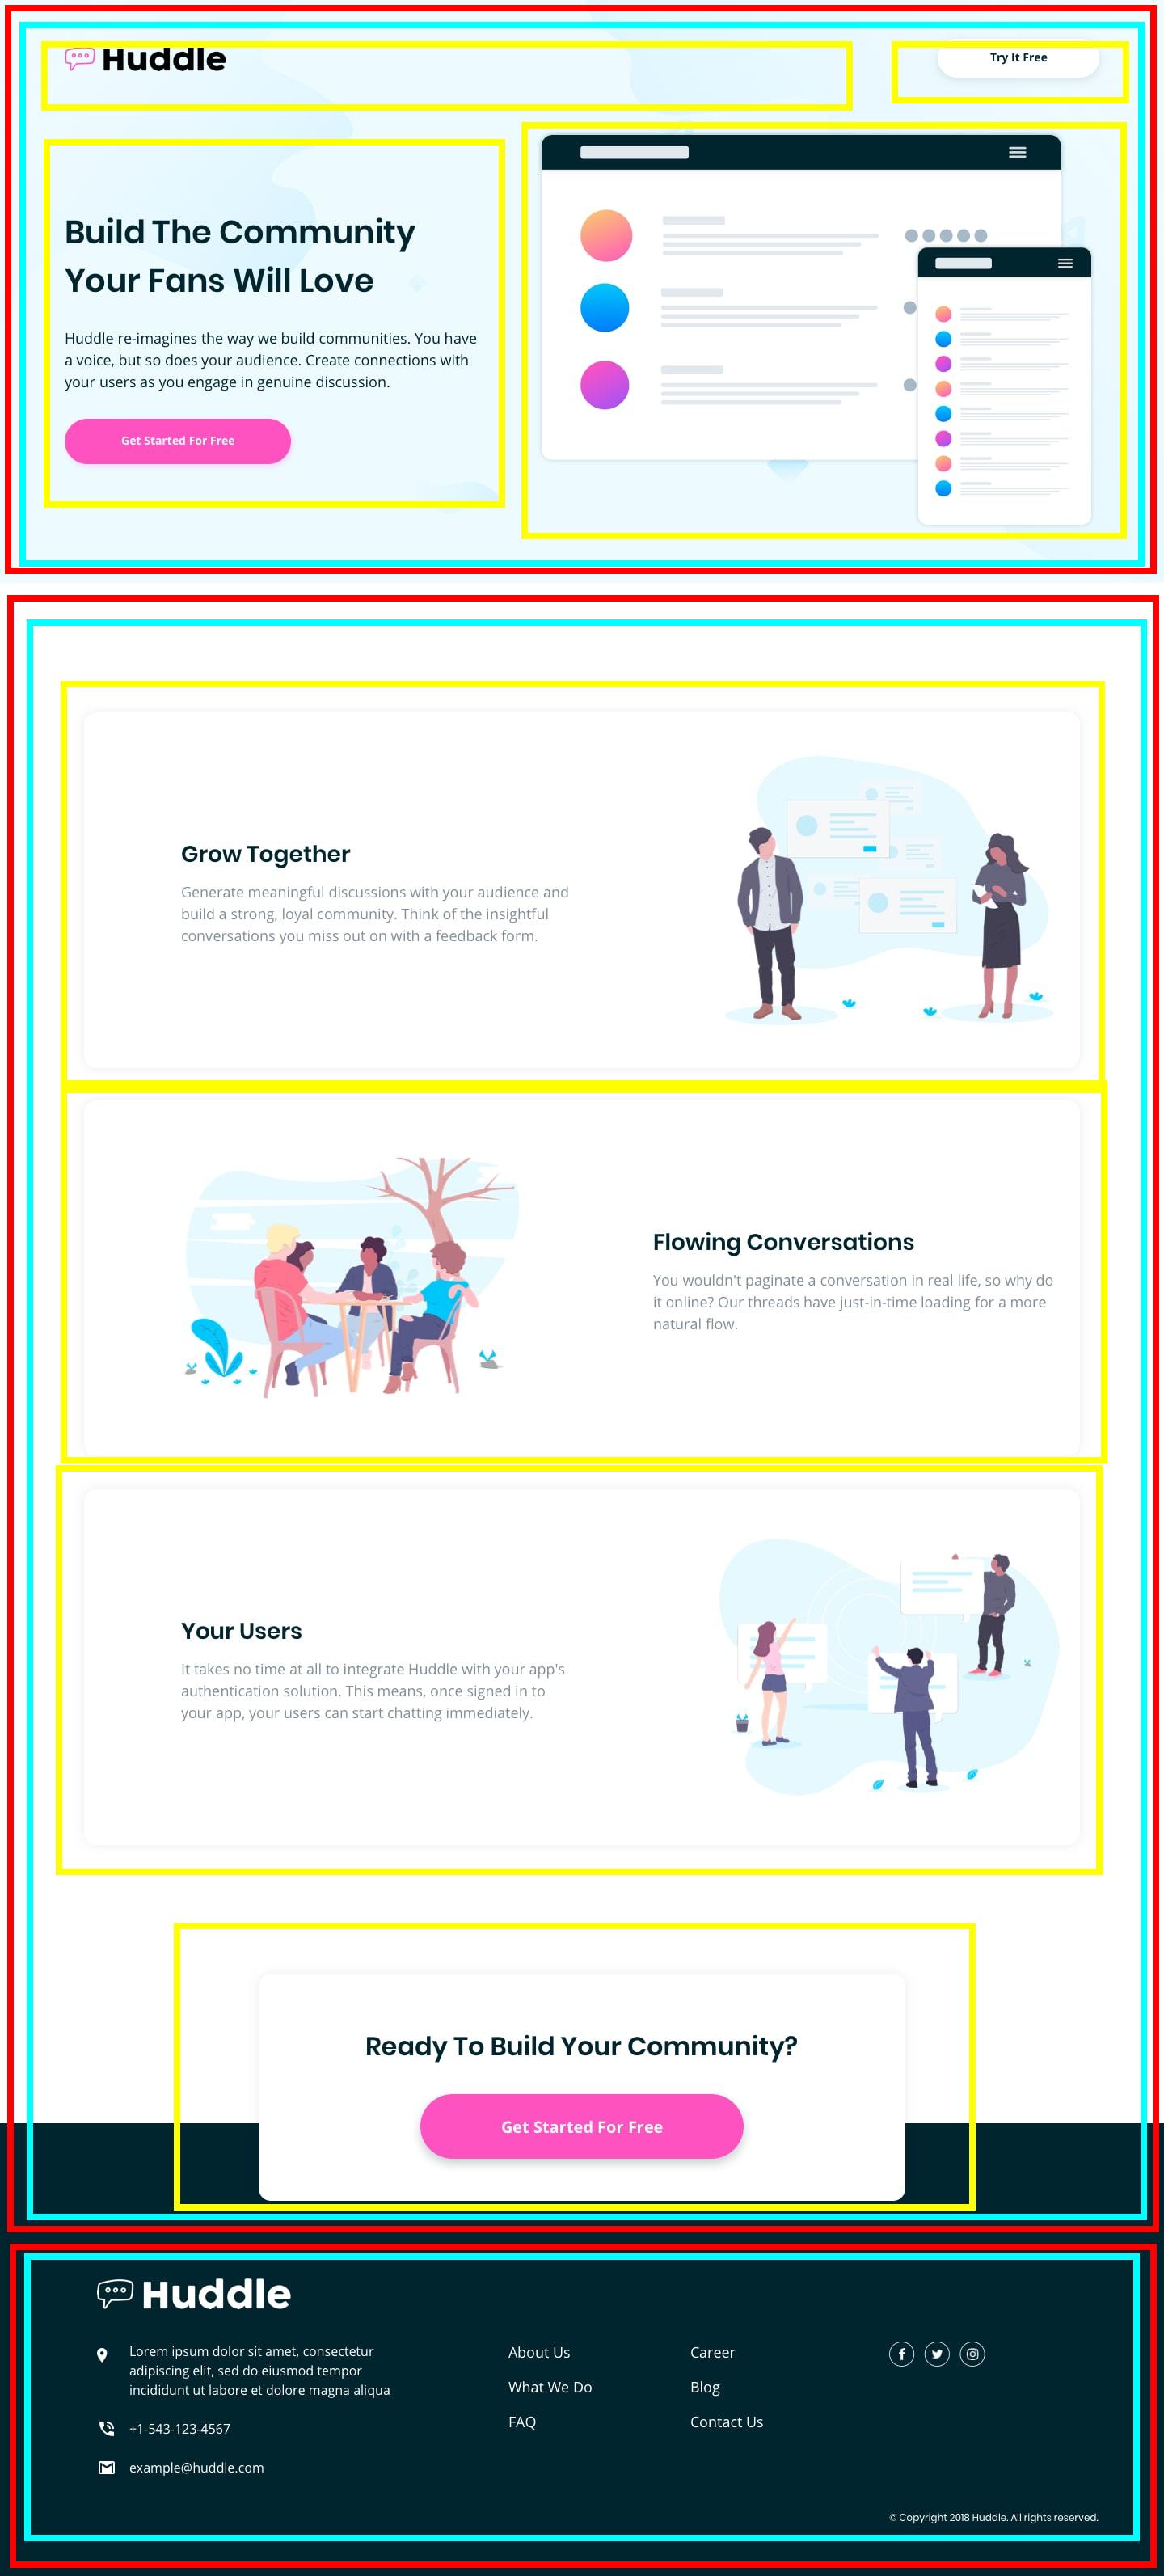 Huddle
Try It Free
Build The Community
Your Fans Will Love
Huddle re-imagines the way we build communities. You have
a voice, but so does your audience. Create connections with
your users as you engage in genuine discussion.
Get Started For Free
Grow Together
Generate meaningful discussions with your audience and
build a strong, loyal community. Think of the insightful
conversations you miss out on with a feedback form.
Flowing Conversations
You wouldn't paginate a conversation in real life, so why do
it online? Our threads have just-in-time loading for a more
natural flow.
Your Users
It takes no time at all to integrate Huddle with your app's
authentication solution. This means, once signed in to
your app, your users can start chatting immediately.
Ready To Build Your Community?
Get Started For Free
Huddle
Lorem ipsum dolor sit amet, consectetur
adipiscing elit, sed do eiusmod tempor
incididunt ut labore et dolore magna aliqua
+1-543-123-4567
example@huddle.com
About Us
What We Do
FAQ
Career
Blog
Contact Us
© Copyright 2018 Huddle. All rights reserved.